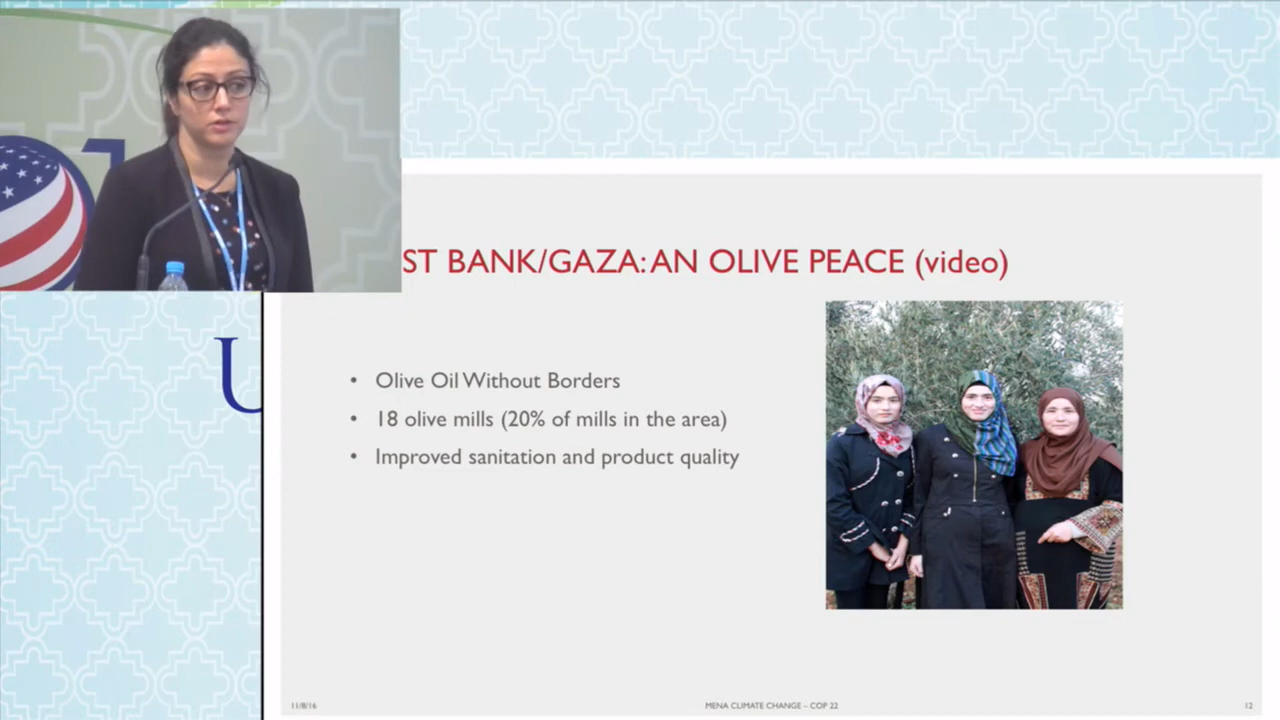 ST BANK/GAZA: AN OLIVE PEACE (video)
U
• Olive Oil Without Borders
• 18 olive mills (20% of mills in the area)
• Improved sanitation and product quality
11/8/16
MENA CLIMATE CHANGE – COP 22
12